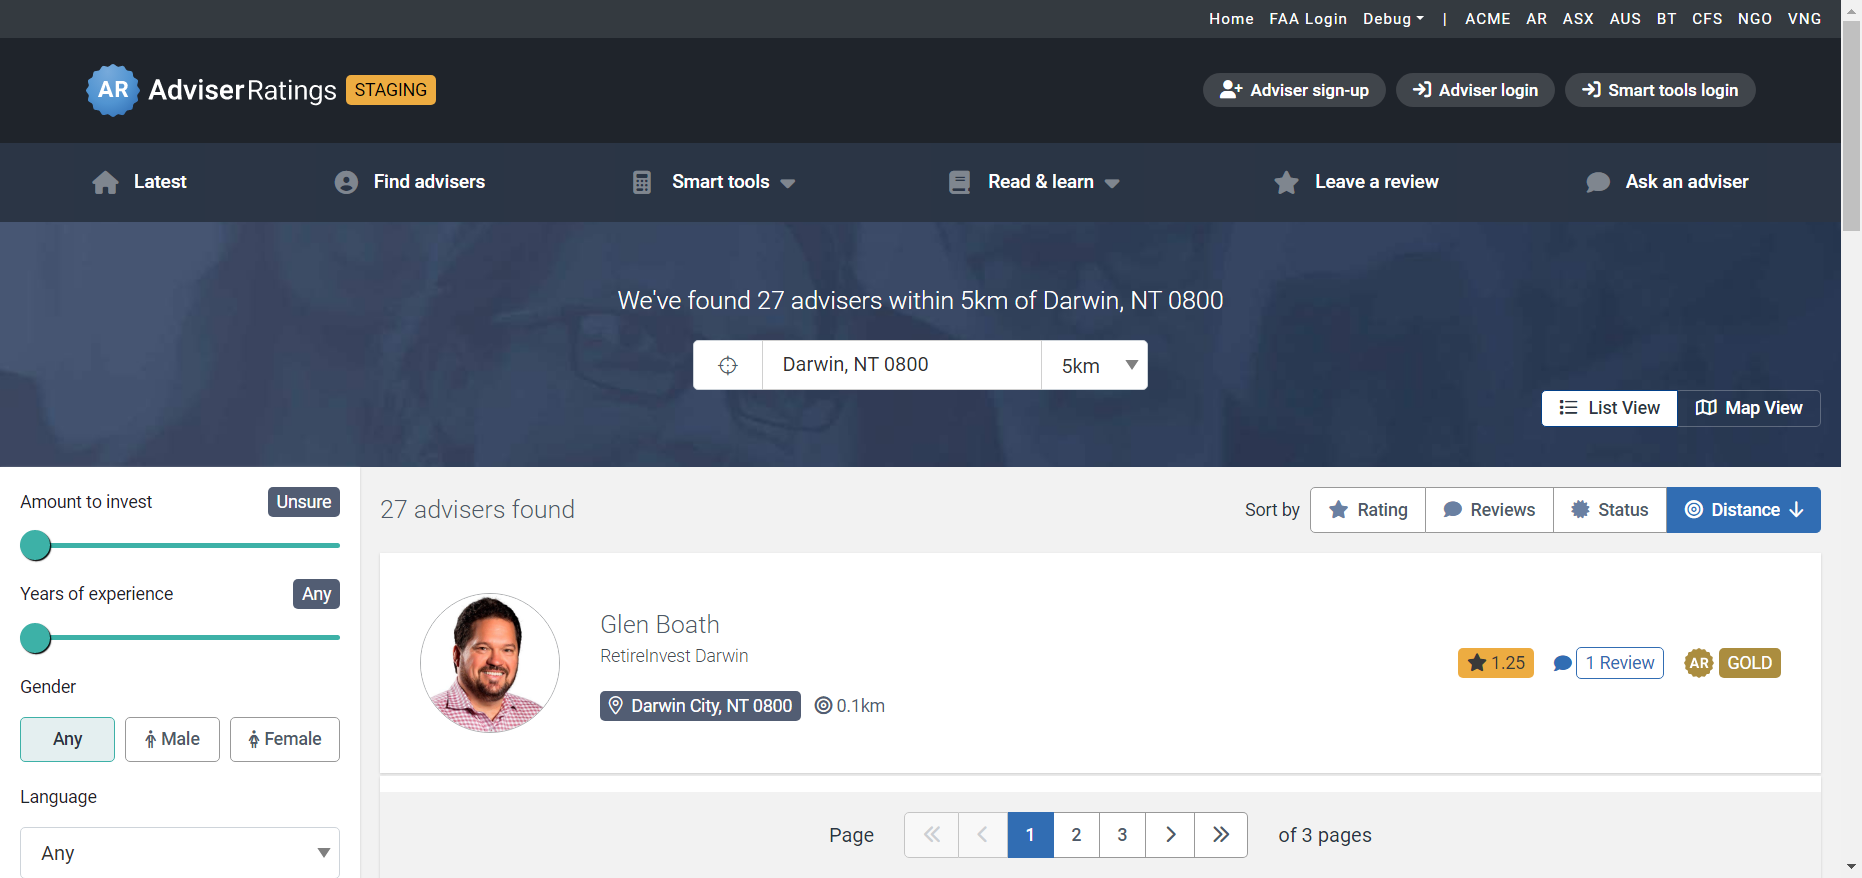 Home FAA Login Debug | ACME AR ASX AUS BT CFS NGO VNG
AR AdviserRatings STAGING
Adviser sign-up Adviser login Smart tools login
Latest Find advisers Smart tools Read & learn Leave a review Ask an adviser
We've found 27 advisers within 5km of Darwin, NT 0800
Darwin, NT 0800 5km
List View Map View
Amount to invest Unsure
27 advisers found
Sort by Rating Reviews Status Distance
Years of experience Any
Glen Boath
RetireInvest Darwin
1.25 1 Review AR GOLD
Darwin City, NT 0800 0.1km
Gender
Any Male Female
Language
Any
Page 1 2 3 of 3 pages